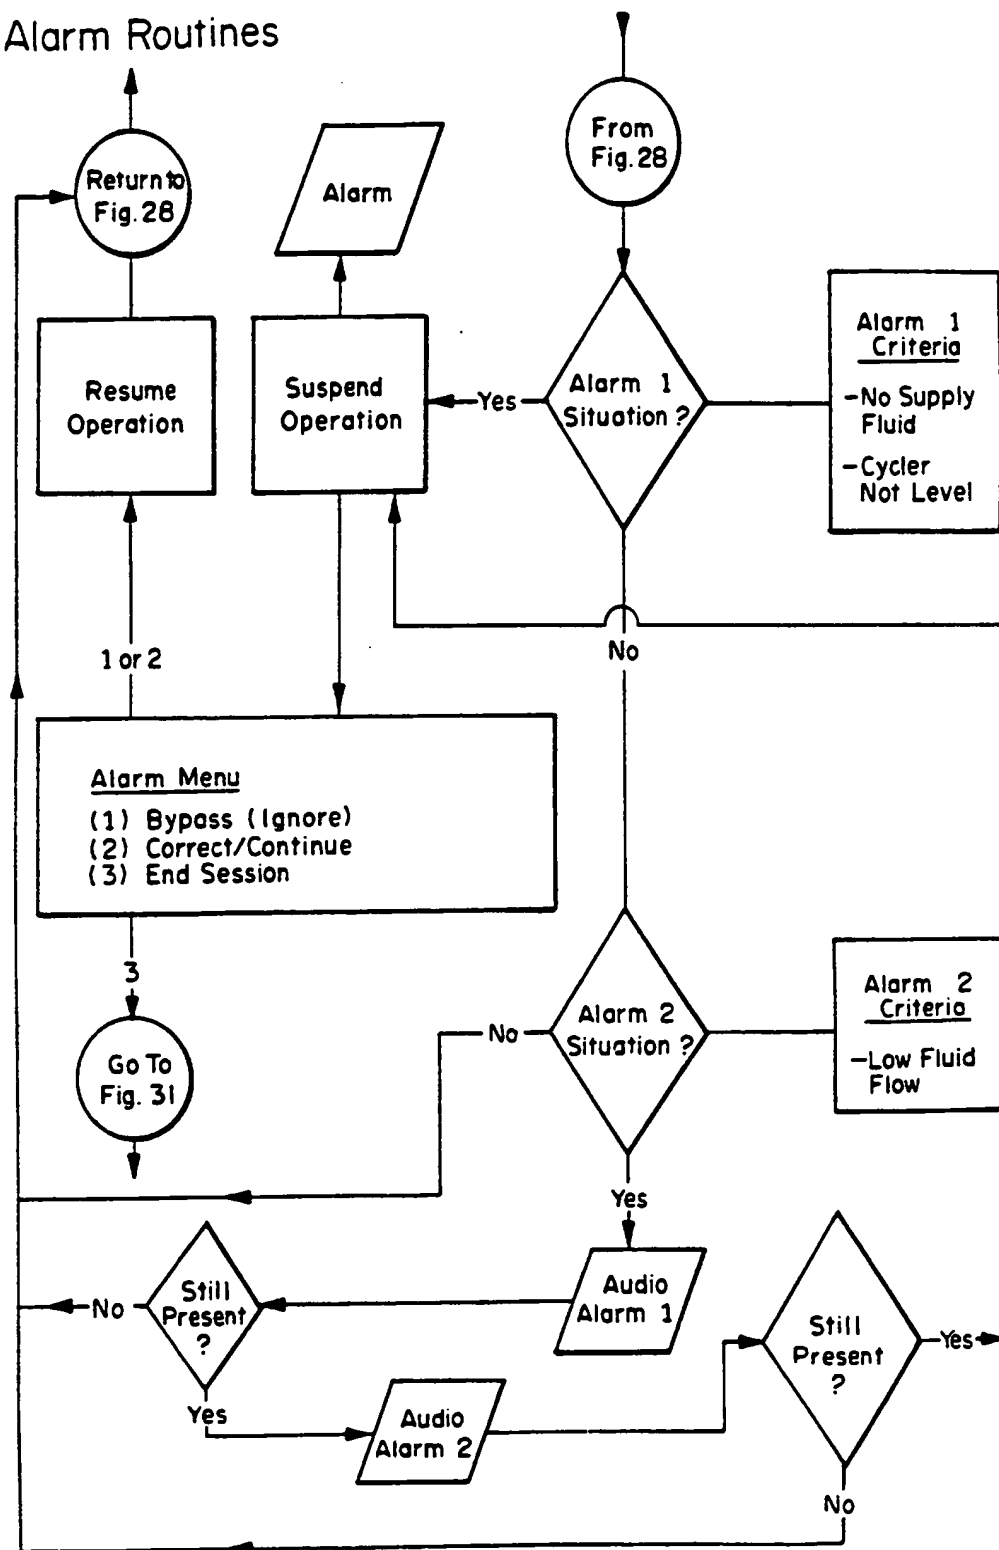 Alarm Routines
From
Fig. 28
Return to
Fig. 28
Alarm
Resume
Operation
Suspend
Operation
Yes
Alarm 1
Situation ?
Alarm 1
Criteria
-No Supply
Fluid
-Cycler
Not Level
1 or 2
No
Alarm Menu
(1) Bypass (Ignore)
(2) Correct/Continue
(3) End Session
3
Go To
Fig. 31
No
Alarm 2
Situation ?
Alarm 2
Criteria
-Low Fluid
Flow
Yes
Audio
Alarm 1
Still
Present
?
No
Yes
Audio
Alarm 2
Still
Present
?
Yes
No